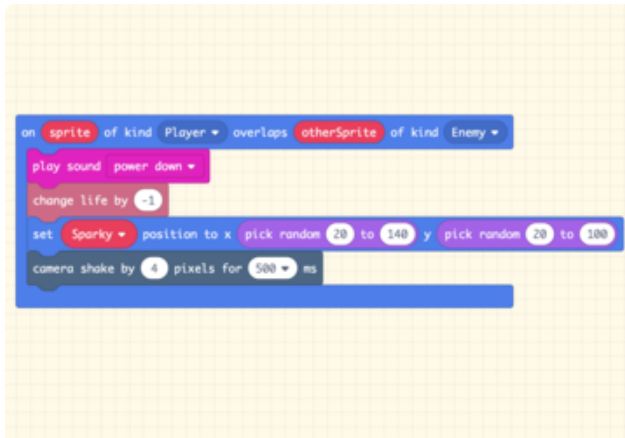 on sprite of kind Player overlaps otherSprite of kind Enemy
play sound power down
change life by -1
set Sparky position to x pick random 20 to 140 y pick random 20 to 100
camera shake by 4 pixels for 500 ms